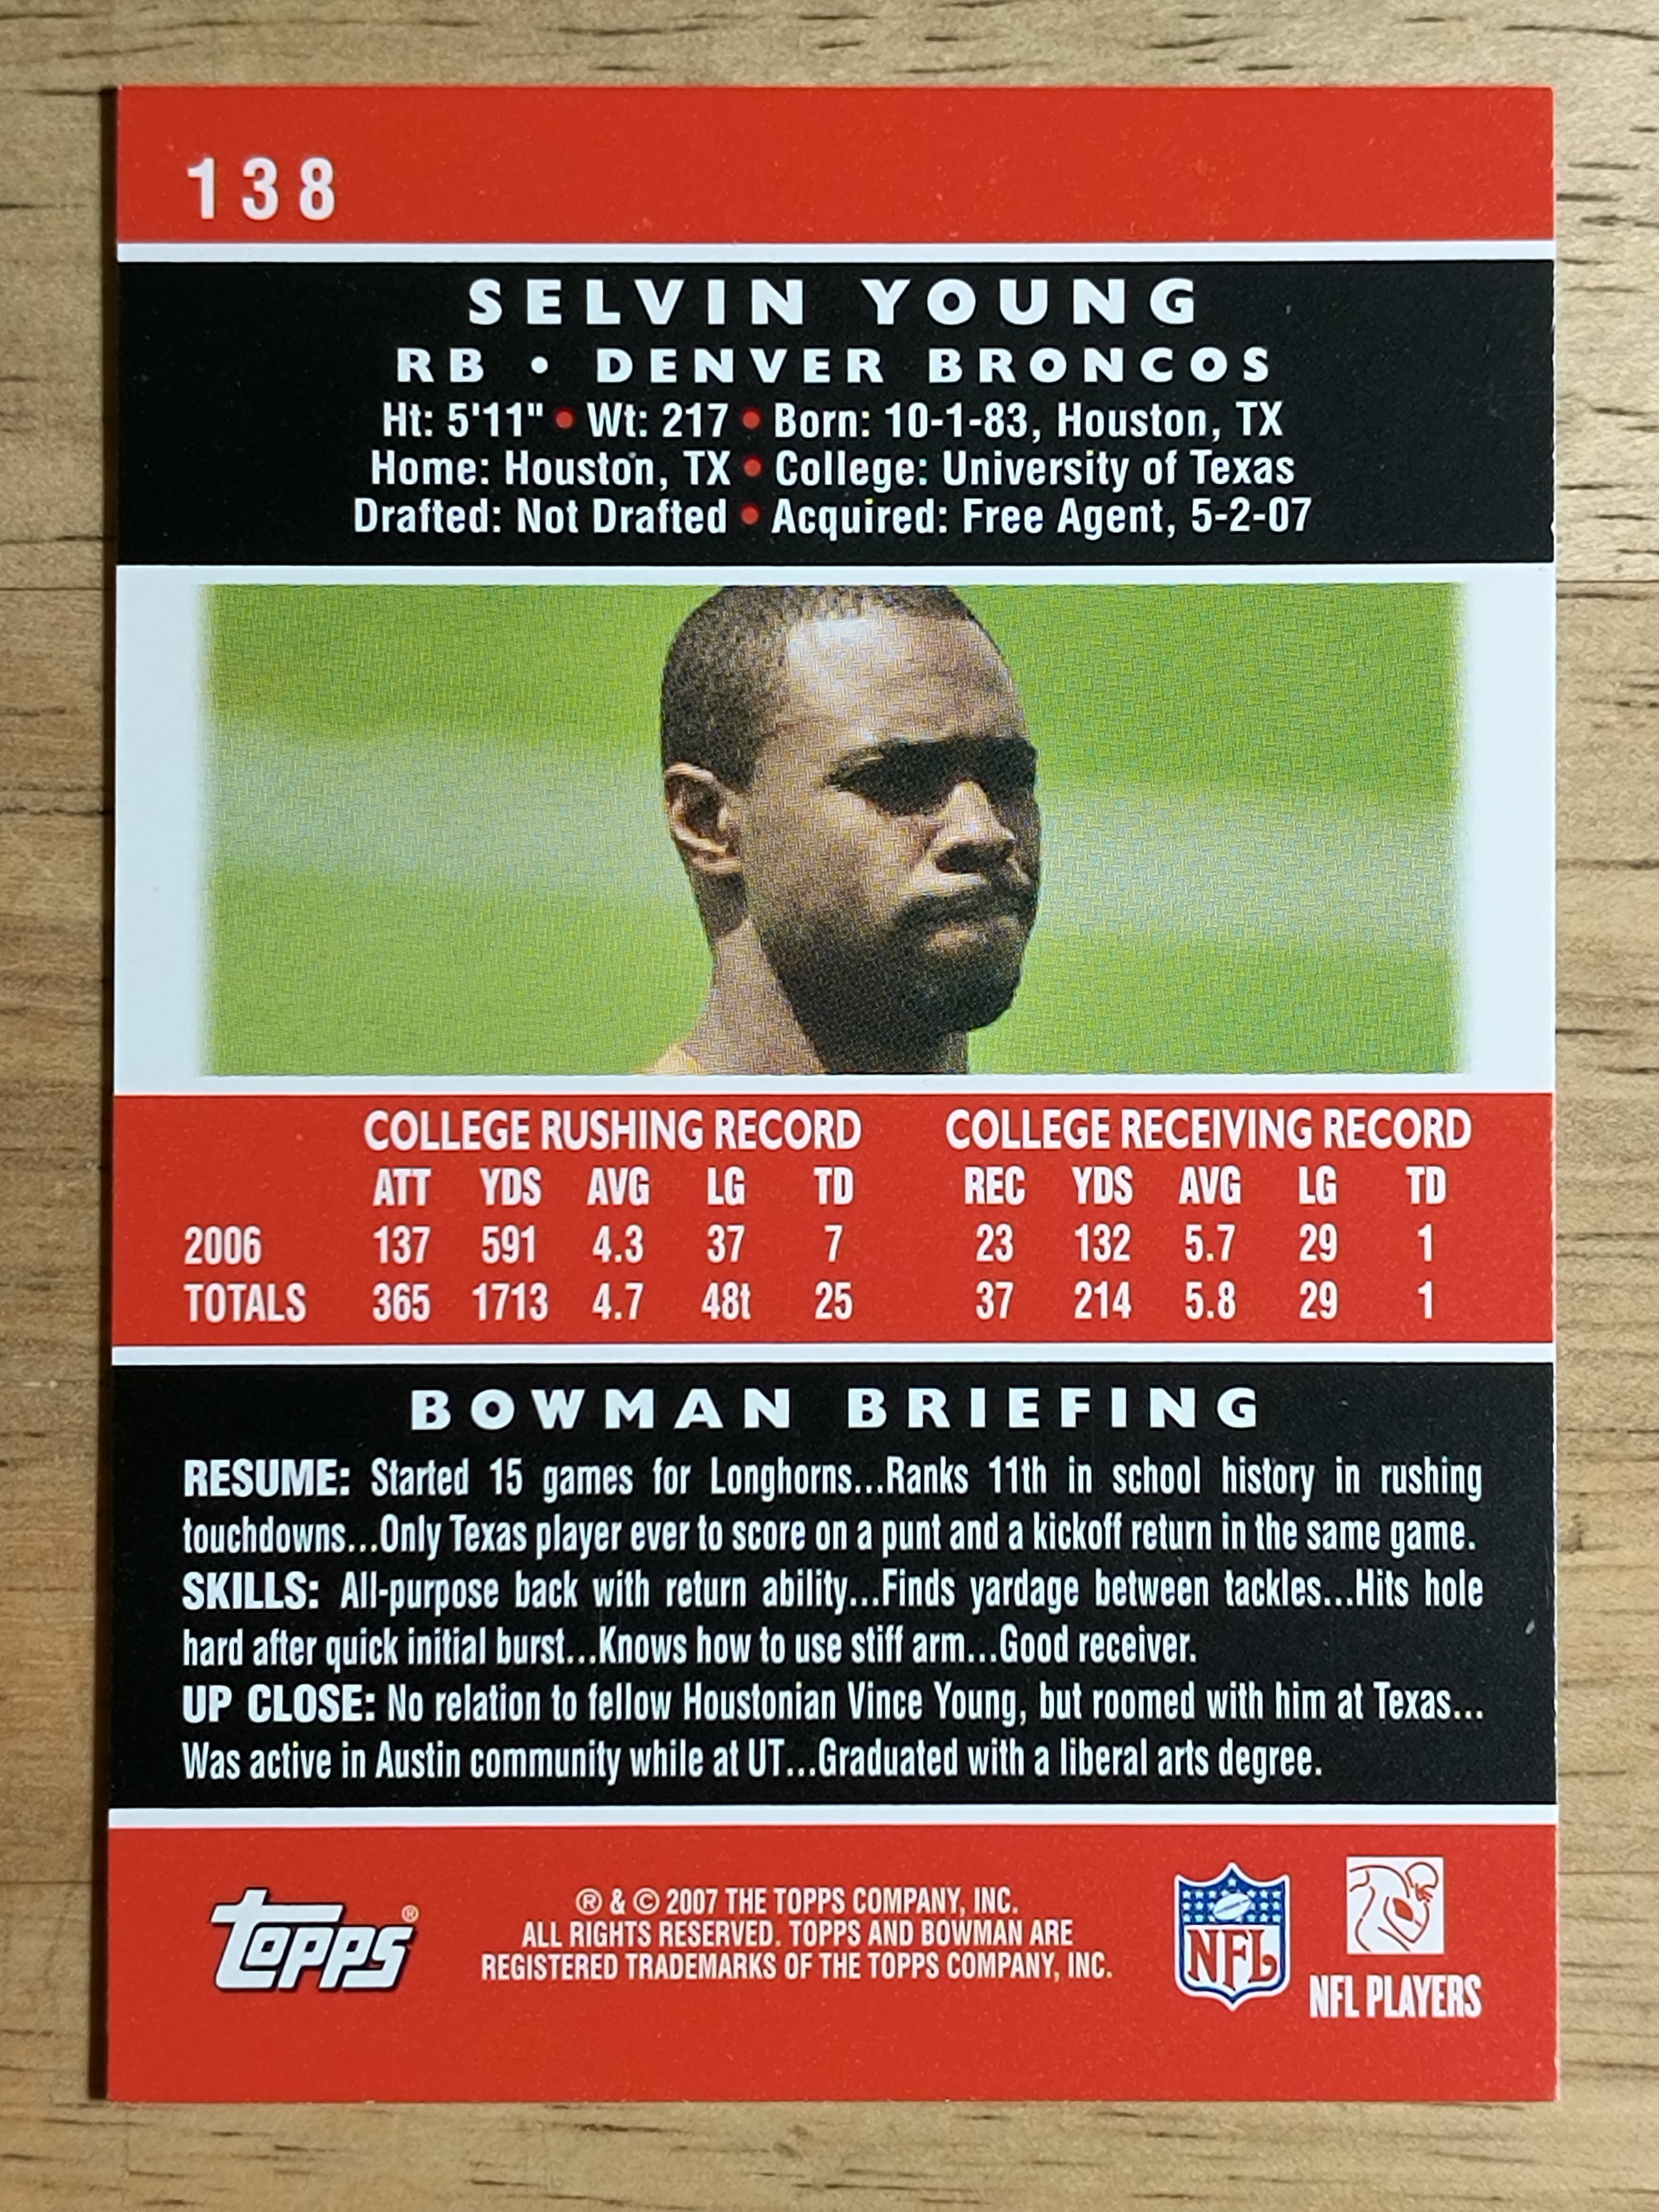 138
SELVIN YOUNG
RB • DENVER BRONCOS
Ht: 5'11" • Wt: 217 • Born: 10-1-83, Houston, TX
Home: Houston, TX • College: University of Texas
Drafted: Not Drafted • Acquired: Free Agent, 5-2-07
COLLEGE RUSHING RECORD COLLEGE RECEIVING RECORD
ATT YDS AVG LG TD REC YDS AVG LG TD
2006 137 591 4.3 37 7 23 132 5.7 29 1
TOTALS 365 1713 4.7 48t 25 37 214 5.8 29 1
BOWMAN BRIEFING
RESUME: Started 15 games for Longhorns...Ranks 11th in school history in rushing
touchdowns...Only Texas player ever to score on a punt and a kickoff return in the same game.
SKILLS: All-purpose back with return ability...Finds yardage between tackles...Hits hole
hard after quick initial burst...Knows how to use stiff arm...Good receiver.
UP CLOSE: No relation to fellow Houstonian Vince Young, but roomed with him at Texas...
Was active in Austin community while at UT...Graduated with a liberal arts degree.
topps®
® & © 2007 THE TOPPS COMPANY, INC.
ALL RIGHTS RESERVED. TOPPS AND BOWMAN ARE
REGISTERED TRADEMARKS OF THE TOPPS COMPANY, INC.
NFL
NFL PLAYERS